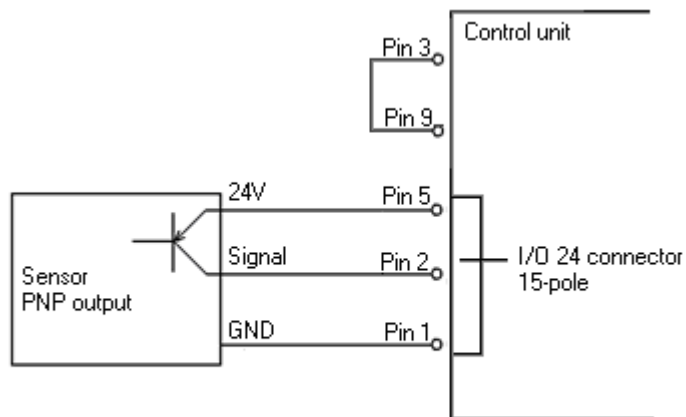 Control unit
Pin 3
Pin 9
24V
Pin 5
Signal
Pin 2
I/O 24 connector
15-pole
Sensor
PNP output
GND
Pin 1